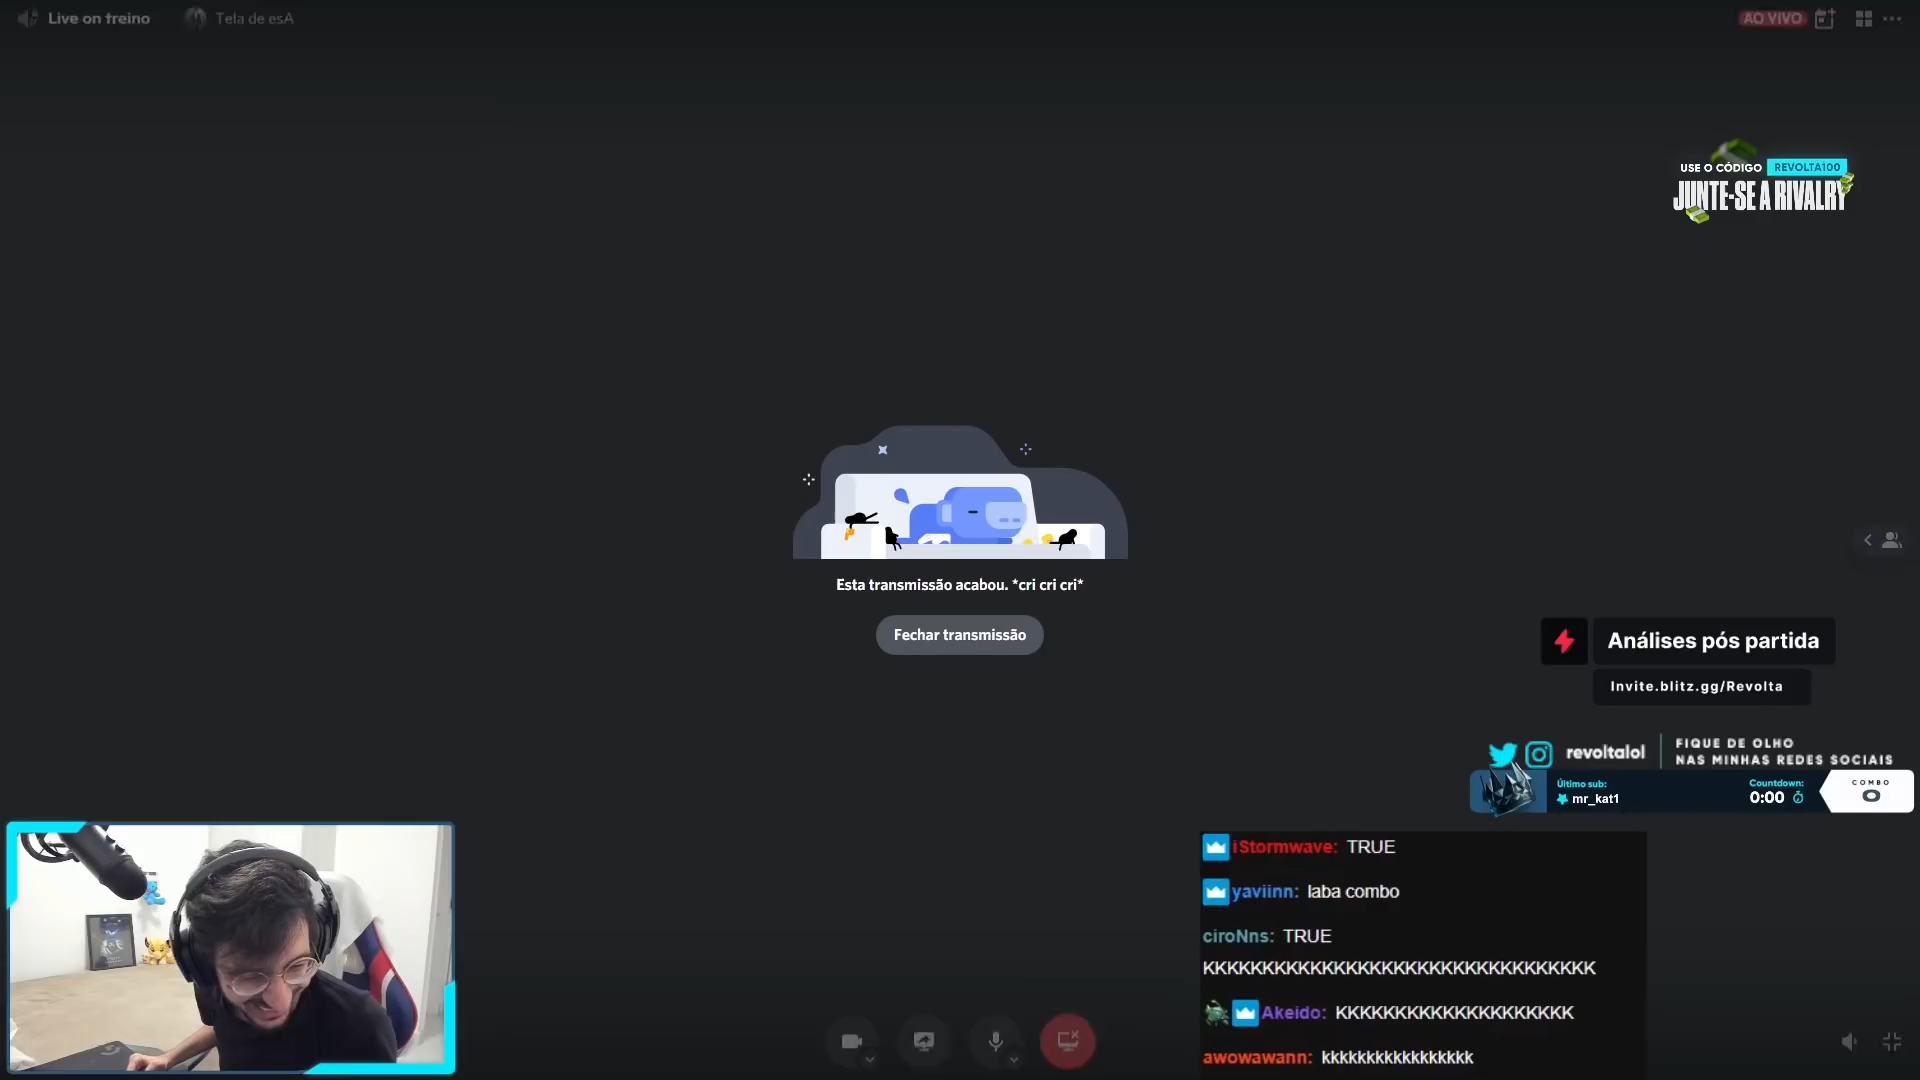 Live on treino
Tela de esA
AO VIVO
USE O CÓDIGO REVOLTA100
JUNTE-SE A RIVALRY
Esta transmissão acabou. *cri cri cri*
Fechar transmissão
Análises pós partida
Invite.blitz.gg/Revolta
revoltalol
FIQUE DE OLHO
NAS MINHAS REDES SOCIAIS
Último sub:
mr_kat1
Countdown:
0:00
COMBO
0
iStormwave: TRUE
yaviinn: laba combo
ciroNns: TRUE
KKKKKKKKKKKKKKKKKKKKKKKKKKKKKKKKK
Akeido: KKKKKKKKKKKKKKKKKKKK
awowawann: kkkkkkkkkkkkkkkkk